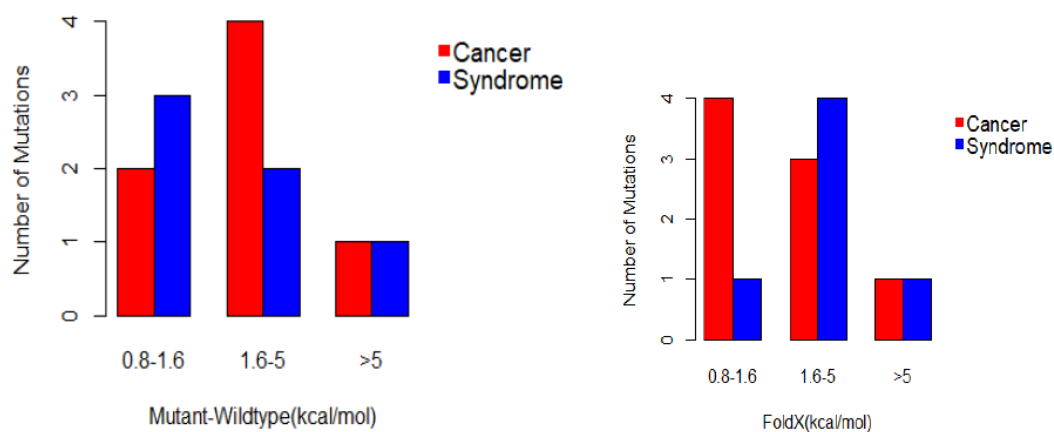 Number of Mutations
4
3
2
1
0
Cancer
Syndrome
0.8-1.6 1.6-5 >5
Mutant-Wildtype(kcal/mol)
Number of Mutations
4
3
2
1
0
Cancer
Syndrome
0.8-1.6 1.6-5 >5
FoldX(kcal/mol)